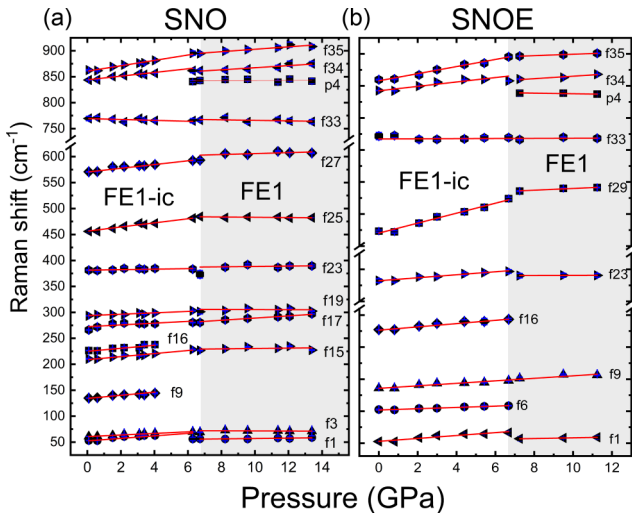 (a) SNO (b) SNOE
Raman shift (cm⁻¹)
900
850
800
750
600
550
500
450
400
350
300
250
200
150
100
50
f35
f34
p4
f33
f27
f25
f23
f19
f17
f16
f15
f9
f3
f1
FE1-ic FE1
0 2 4 6 8 10 12 14
f35
f34
p4
f33
f29
f23
f16
f9
f6
f1
FE1-ic FE1
0 2 4 6 8 10 12
Pressure (GPa)